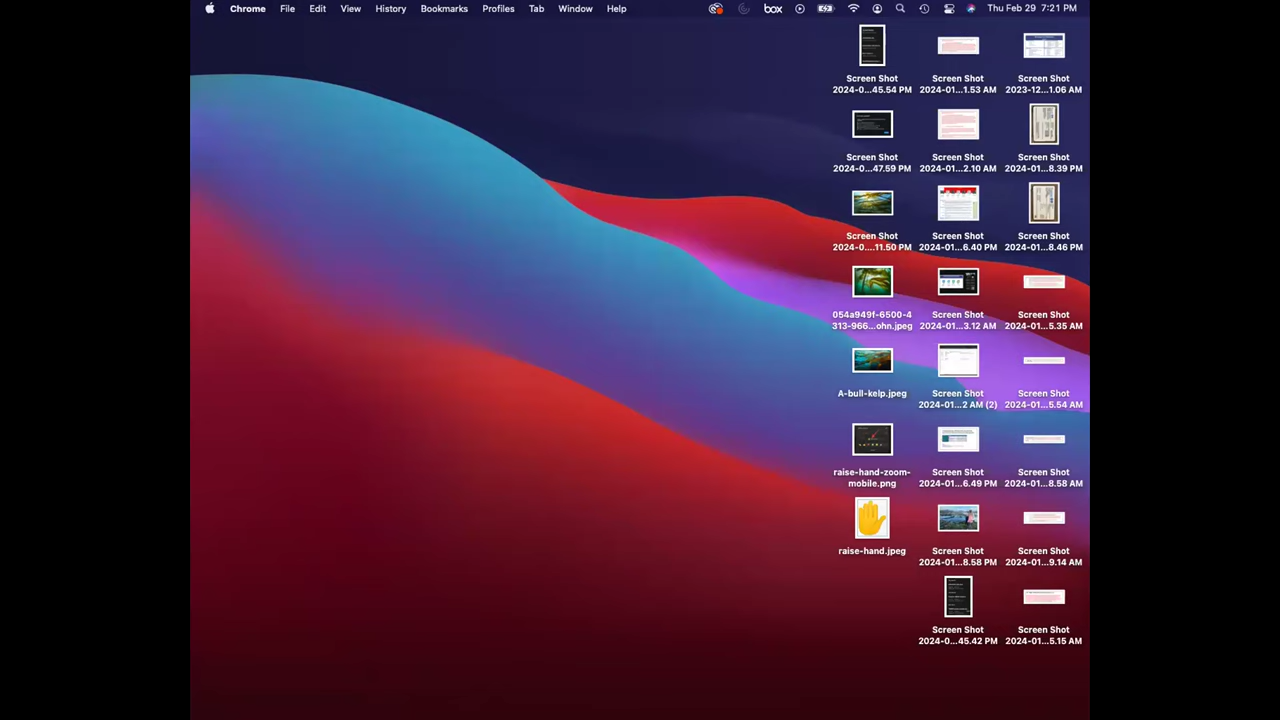 Chrome File Edit View History Bookmarks Profiles Tab Window Help box Thu Feb 29 7:21 PM
Screen Shot
2024-0...45.54 PM
Screen Shot
2024-01...1.53 AM
Screen Shot
2023-12...1.06 AM
Screen Shot
2024-0...47.59 PM
Screen Shot
2024-01...2.10 AM
Screen Shot
2024-01...8.39 PM
Screen Shot
2024-0....11.50 PM
Screen Shot
2024-01...6.40 PM
Screen Shot
2024-01...8.46 PM
054a949f-6500-4
313-966...ohn.jpeg
Screen Shot
2024-01...3.12 AM
Screen Shot
2024-01...5.35 AM
A-bull-kelp.jpeg
Screen Shot
2024-01...2 AM (2)
Screen Shot
2024-01...5.54 AM
raise-hand-zoom-
mobile.png
Screen Shot
2024-01...6.49 PM
Screen Shot
2024-01...8.58 AM
raise-hand.jpeg
Screen Shot
2024-01...8.58 PM
Screen Shot
2024-01...9.14 AM
Screen Shot
2024-0...45.42 PM
Screen Shot
2024-01...5.15 AM